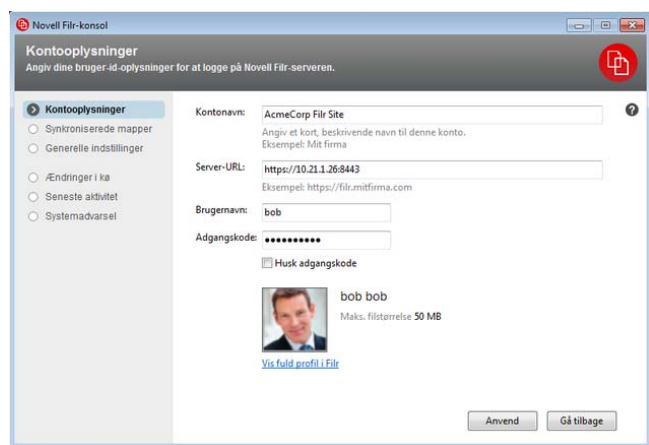 Novell Filr-konsol
Kontooplysninger
Angiv dine bruger-id-oplysninger for at logge på Novell Filr-serveren.
Kontooplysninger
Synkroniserede mapper
Generelle indstillinger
Ændringer i kø
Seneste aktivitet
Systemadvarsel
Kontonavn:
AcmeCorp Filr Site
Angiv et kort, beskrivende navn til denne konto.
Eksempel: Mit firma
Server-URL:
https://10.21.1.26:8443
Eksempel: https://filr.mitfirma.com
Brugernavn:
bob
Adgangskode:
●●●●●●●●●●
Husk adgangskode
bob bob
Maks. filstørrelse 50 MB
Vis fuld profil i Filr
Anvend
Gå tilbage